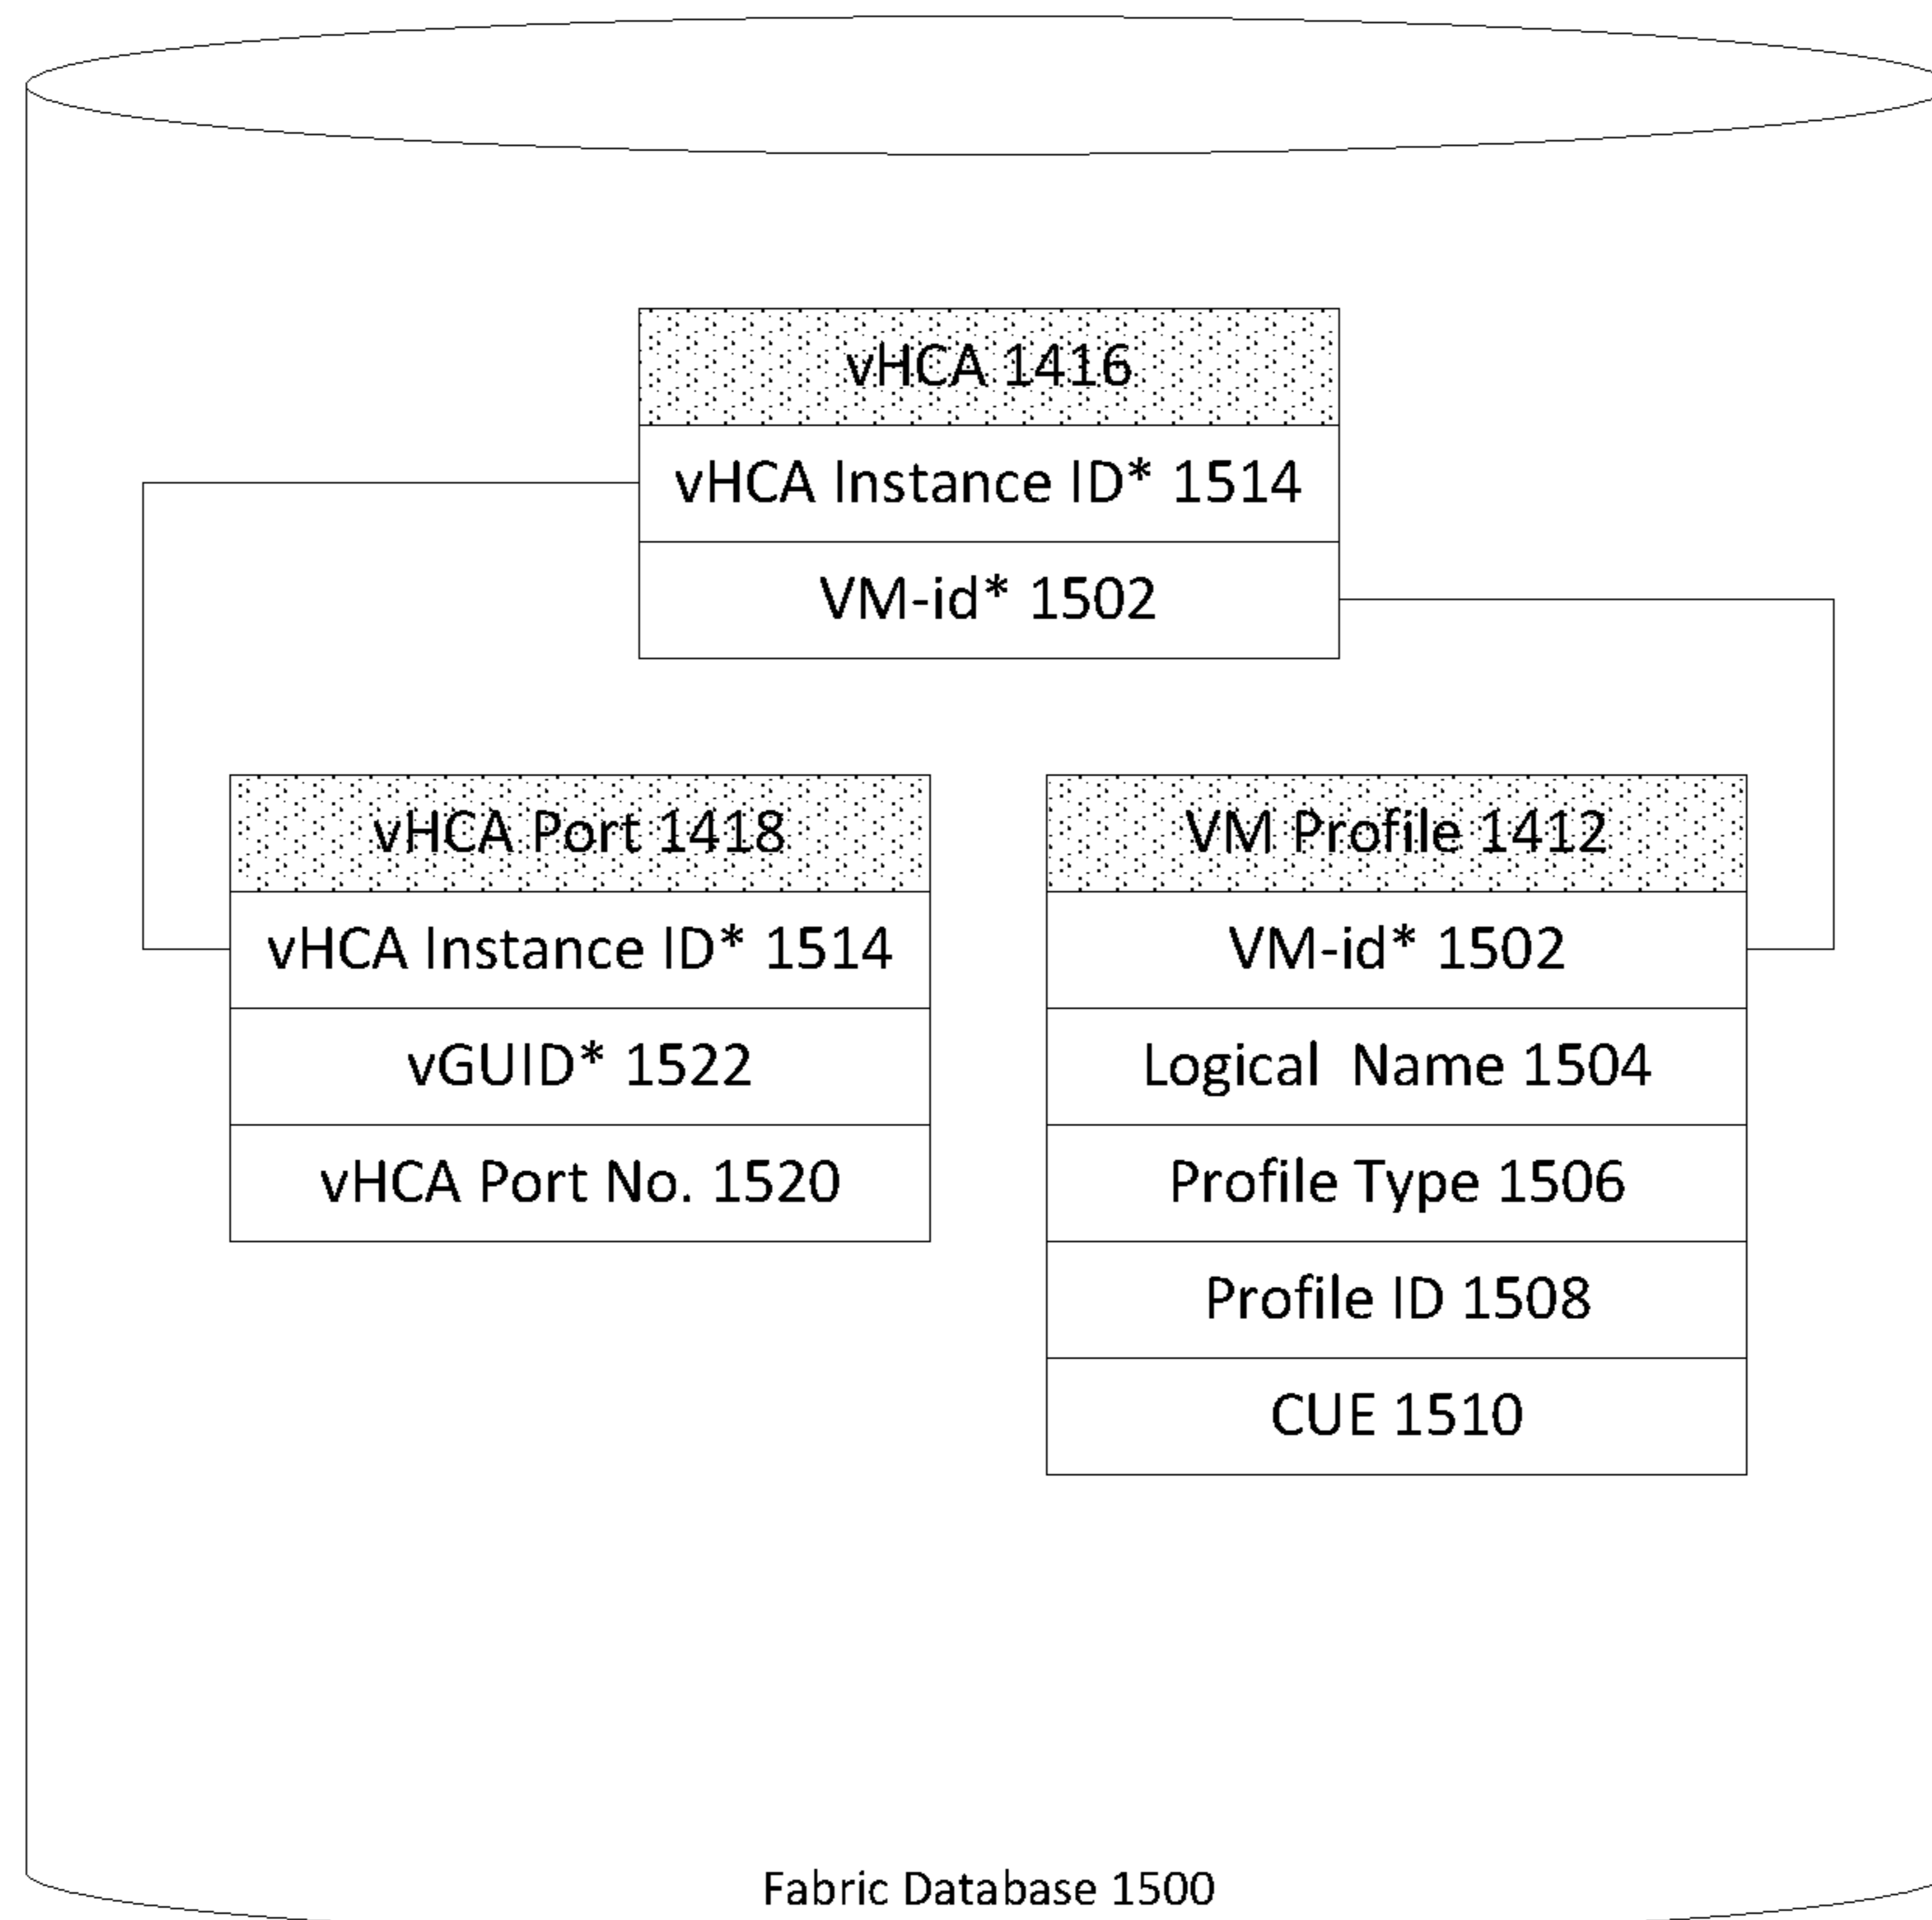 vHCA 1416
vHCA Instance ID* 1514
VM-id* 1502
vHCA Port 1418
vHCA Instance ID* 1514
vGUID* 1522
vHCA Port No. 1520
VM Profile 1412
VM-id* 1502
Logical  Name 1504
Profile Type 1506
Profile ID 1508
CUE 1510
Fabric Database 1500